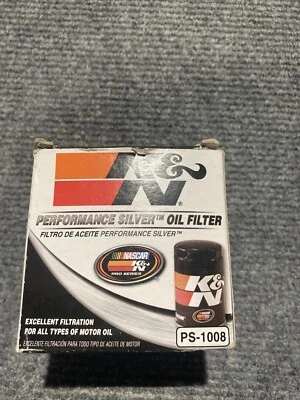 K&N
PERFORMANCE SILVER™ OIL FILTER
FILTRO DE ACEITE PERFORMANCE SILVER™
NASCAR
K&N
PRO SERIES
K&N
EXCELLENT FILTRATION
FOR ALL TYPES OF MOTOR OIL
PS-1008
EXCELENTE FILTRACIÓN PARA TODO TIPO DE ACEITE DE MOTOR